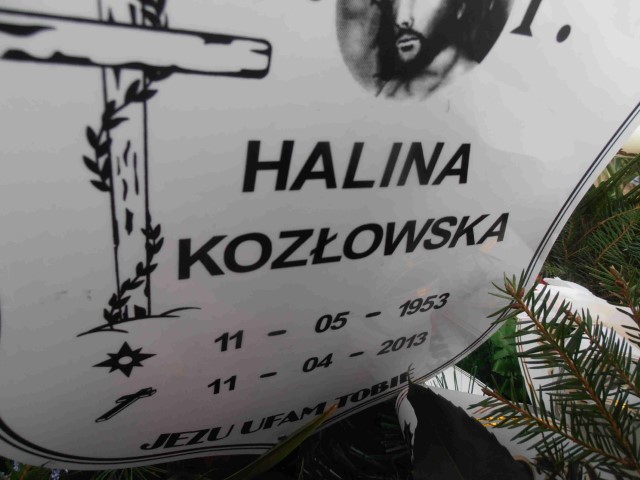 HALINA
KOZŁOWSKA
11 - 05 - 1953
11 - 04 - 2013
JEZU UFAM TOBIE